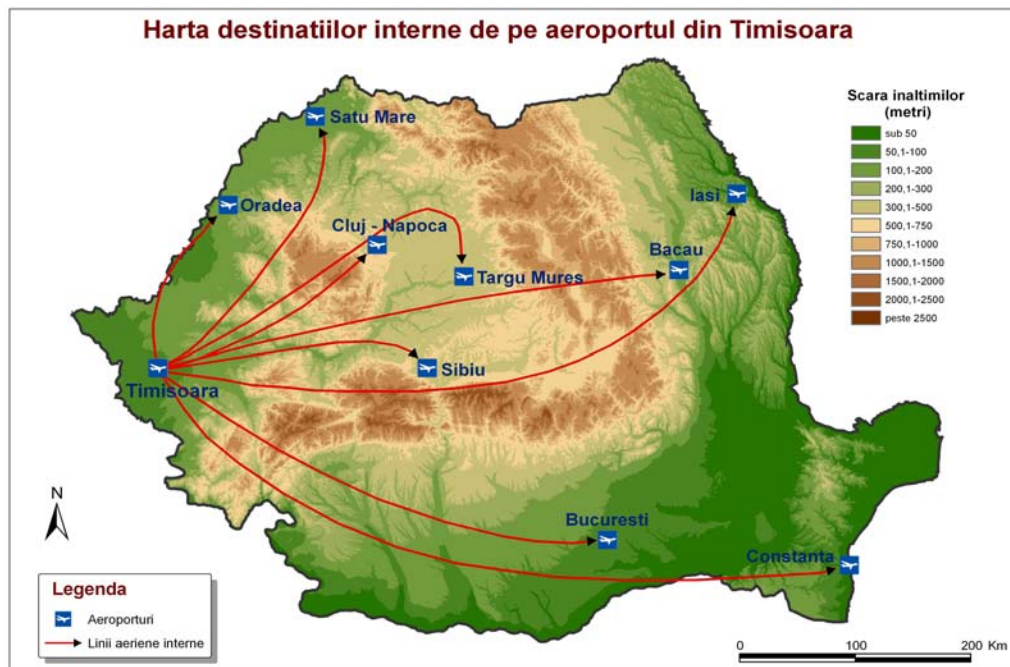 Harta destinatiilor interne de pe aeroportul din Timisoara
Scara inaltimilor
(metri)
sub 50
50,1-100
100,1-200
200,1-300
300,1-500
500,1-750
750,1-1000
1000,1-1500
1500,1-2000
2000,1-2500
peste 2500
Satu Mare
Oradea
Iasi
Cluj - Napoca
Bacau
Targu Mures
Sibiu
Timisoara
N
Bucuresti
Constanta
Legenda
Aeroporturi
Linii aeriene interne
0 100 200 Km